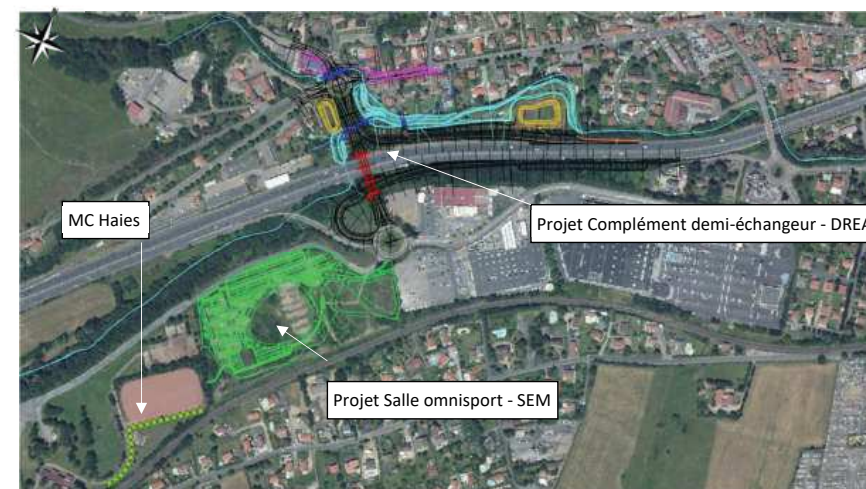 MC Haies
Projet Complément demi-échangeur - DREA
Projet Salle omnisport - SEM